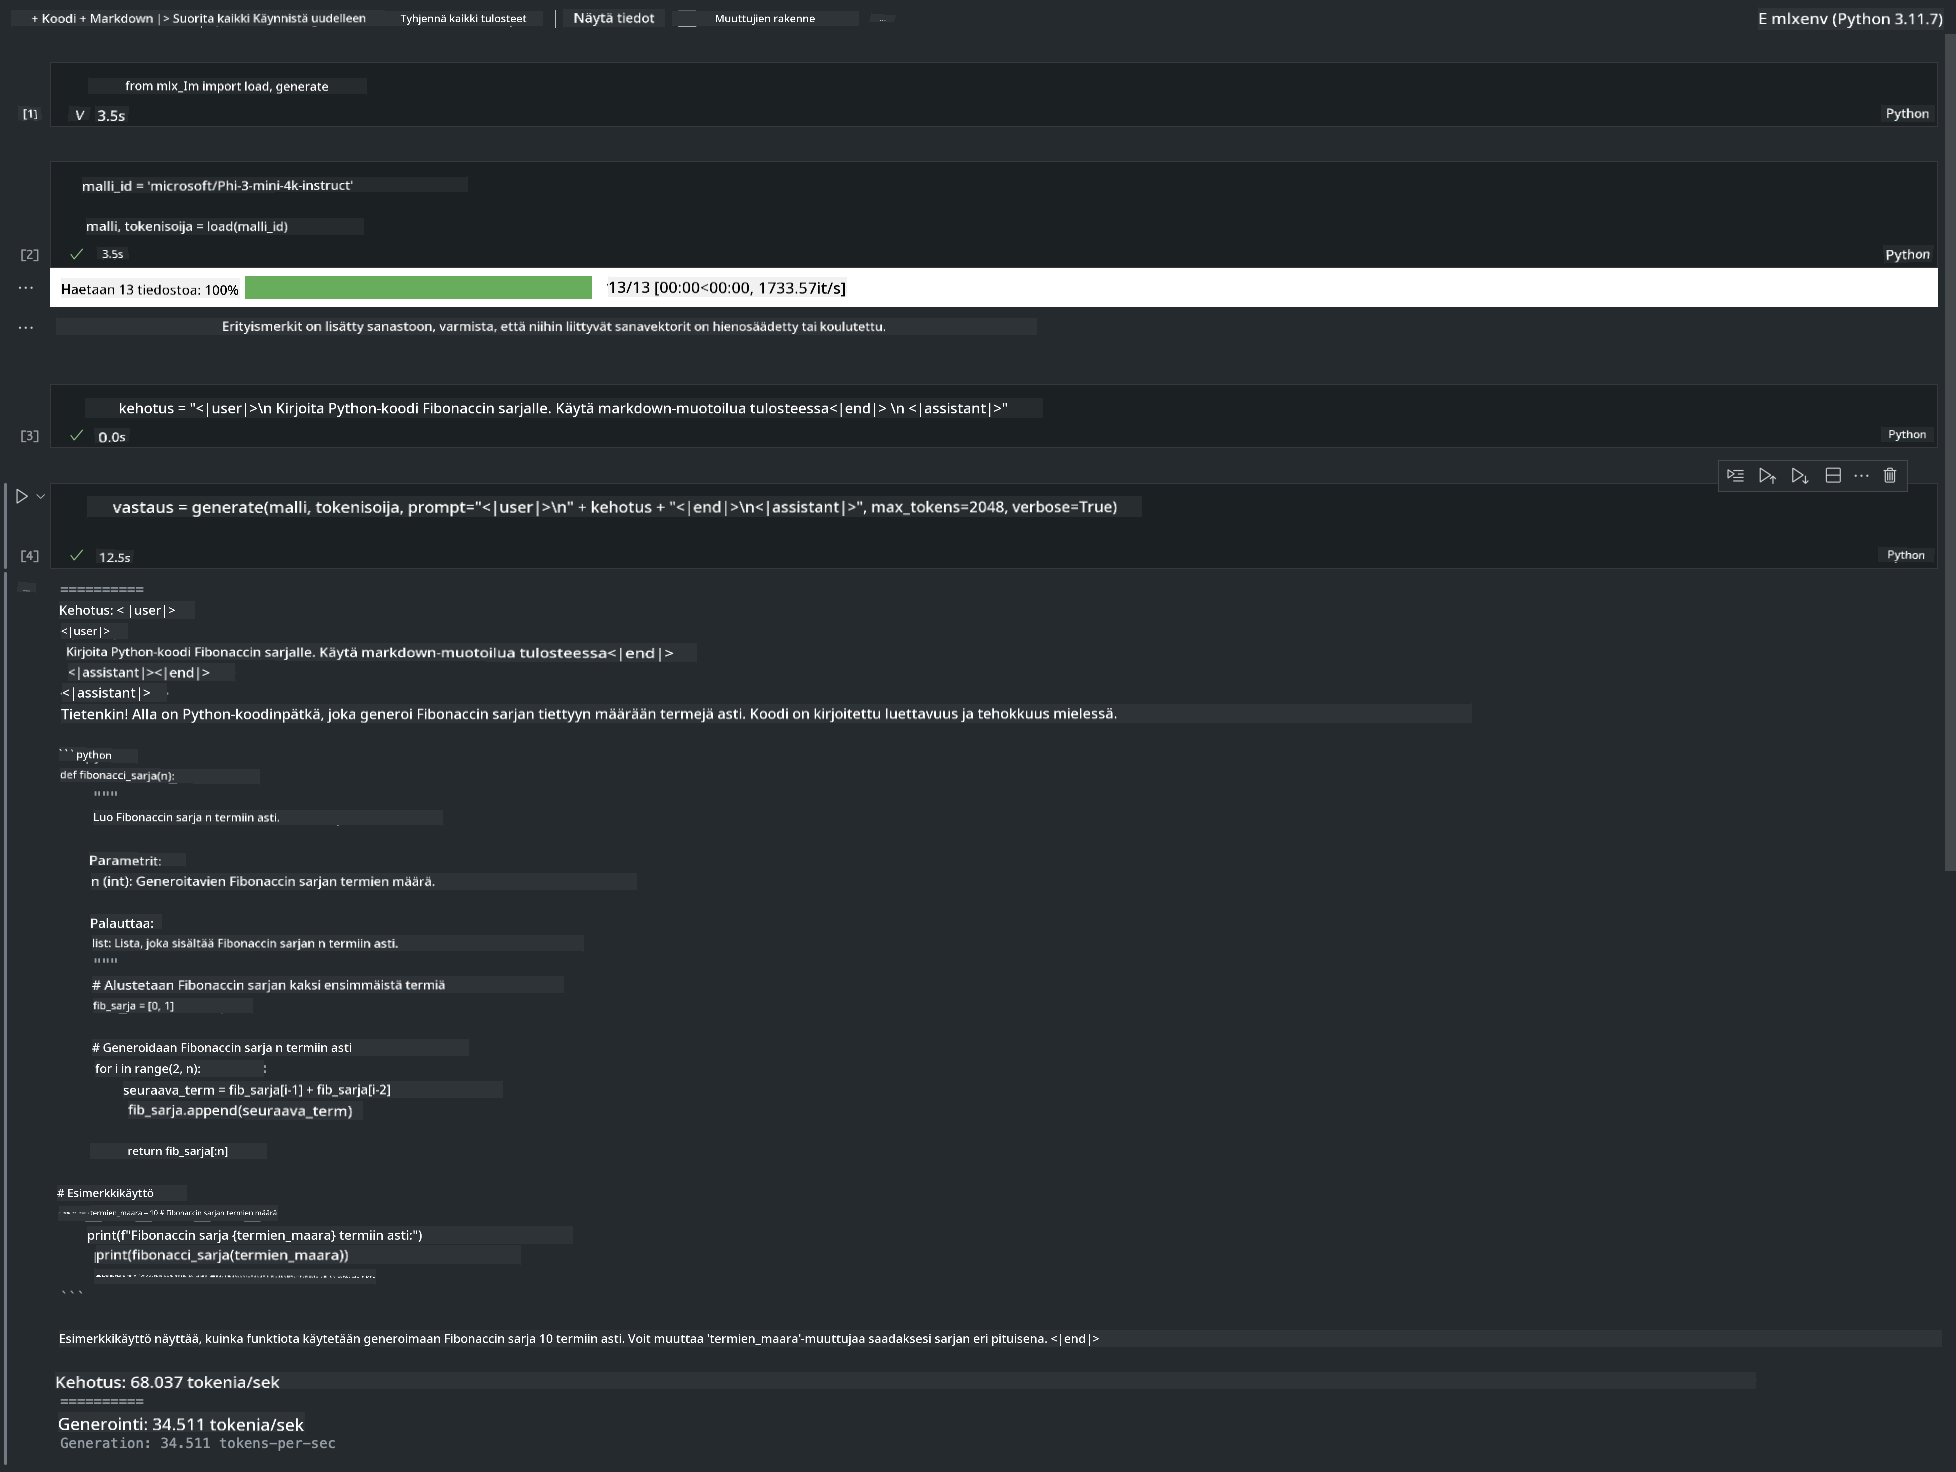 + Koodi + Markdown |> Suorita kaikki Käynnistä uudelleen Tyhjennä kaikki tulosteet | Näytä tiedot Muuttujien rakenne ... E mlxenv (Python 3.11.7)
from mlx_Im import load, generate
[1] V 3.5s Python
malli_id = 'microsoft/Phi-3-mini-4k-instruct'
malli, tokenisoija = load(malli_id)
[2] ✓ 3.5s Python
... Haetaan 13 tiedostoa: 100% 13/13 [00:00<00:00, 1733.57it/s]
... Erityismerkit on lisätty sanastoon, varmista, että niihin liittyvät sanavektorit on hienosäädetty tai koulutettu.
kehotus = "<|user|>\n Kirjoita Python-koodi Fibonaccin sarjalle. Käytä markdown-muotoilua tulosteessa<|end|> \n <|assistant|>"
[3] ✓ 0.0s Python
vastaus = generate(malli, tokenisoija, prompt="<|user|>\n" + kehotus + "<|end|>\n<|assistant|>", max_tokens=2048, verbose=True)
[4] ✓ 12.5s Python
... ==========
Kehotus: < |user|>
<|user|>
Kirjoita Python-koodi Fibonaccin sarjalle. Käytä markdown-muotoilua tulosteessa<|end|>
<|assistant|><|end|>
<|assistant|>
Tietenkin! Alla on Python-koodinpätkä, joka generoi Fibonaccin sarjan tiettyyn määrään termejä asti. Koodi on kirjoitettu luettavuus ja tehokkuus mielessä.
```python
def fibonacci_sarja(n):
"""
Luo Fibonaccin sarja n termiin asti.
Parametrit:
n (int): Generoitavien Fibonaccin sarjan termien määrä.
Palauttaa:
list: Lista, joka sisältää Fibonaccin sarjan n termiin asti.
"""
# Alustetaan Fibonaccin sarjan kaksi ensimmäistä termiä
fib_sarja = [0, 1]
# Generoidaan Fibonaccin sarja n termiin asti
for i in range(2, n):
seuraava_term = fib_sarja[i-1] + fib_sarja[i-2]
fib_sarja.append(seuraava_term)
return fib_sarja[:n]
# Esimerkkikäyttö
termien_maara = 10 # Fibonaccin sarjan termien määrä
print(f"Fibonaccin sarja {termien_maara} termiin asti:")
print(fibonacci_sarja(termien_maara))
```
Esimerkkikäyttö näyttää, kuinka funktiota käytetään generoimaan Fibonaccin sarja 10 termiin asti. Voit muuttaa 'termien_maara'-muuttujaa saadaksesi sarjan eri pituisena. <|end|>
Kehotus: 68.037 tokenia/sek
==========
Generointi: 34.511 tokenia/sek
Generation: 34.511 tokens-per-sec